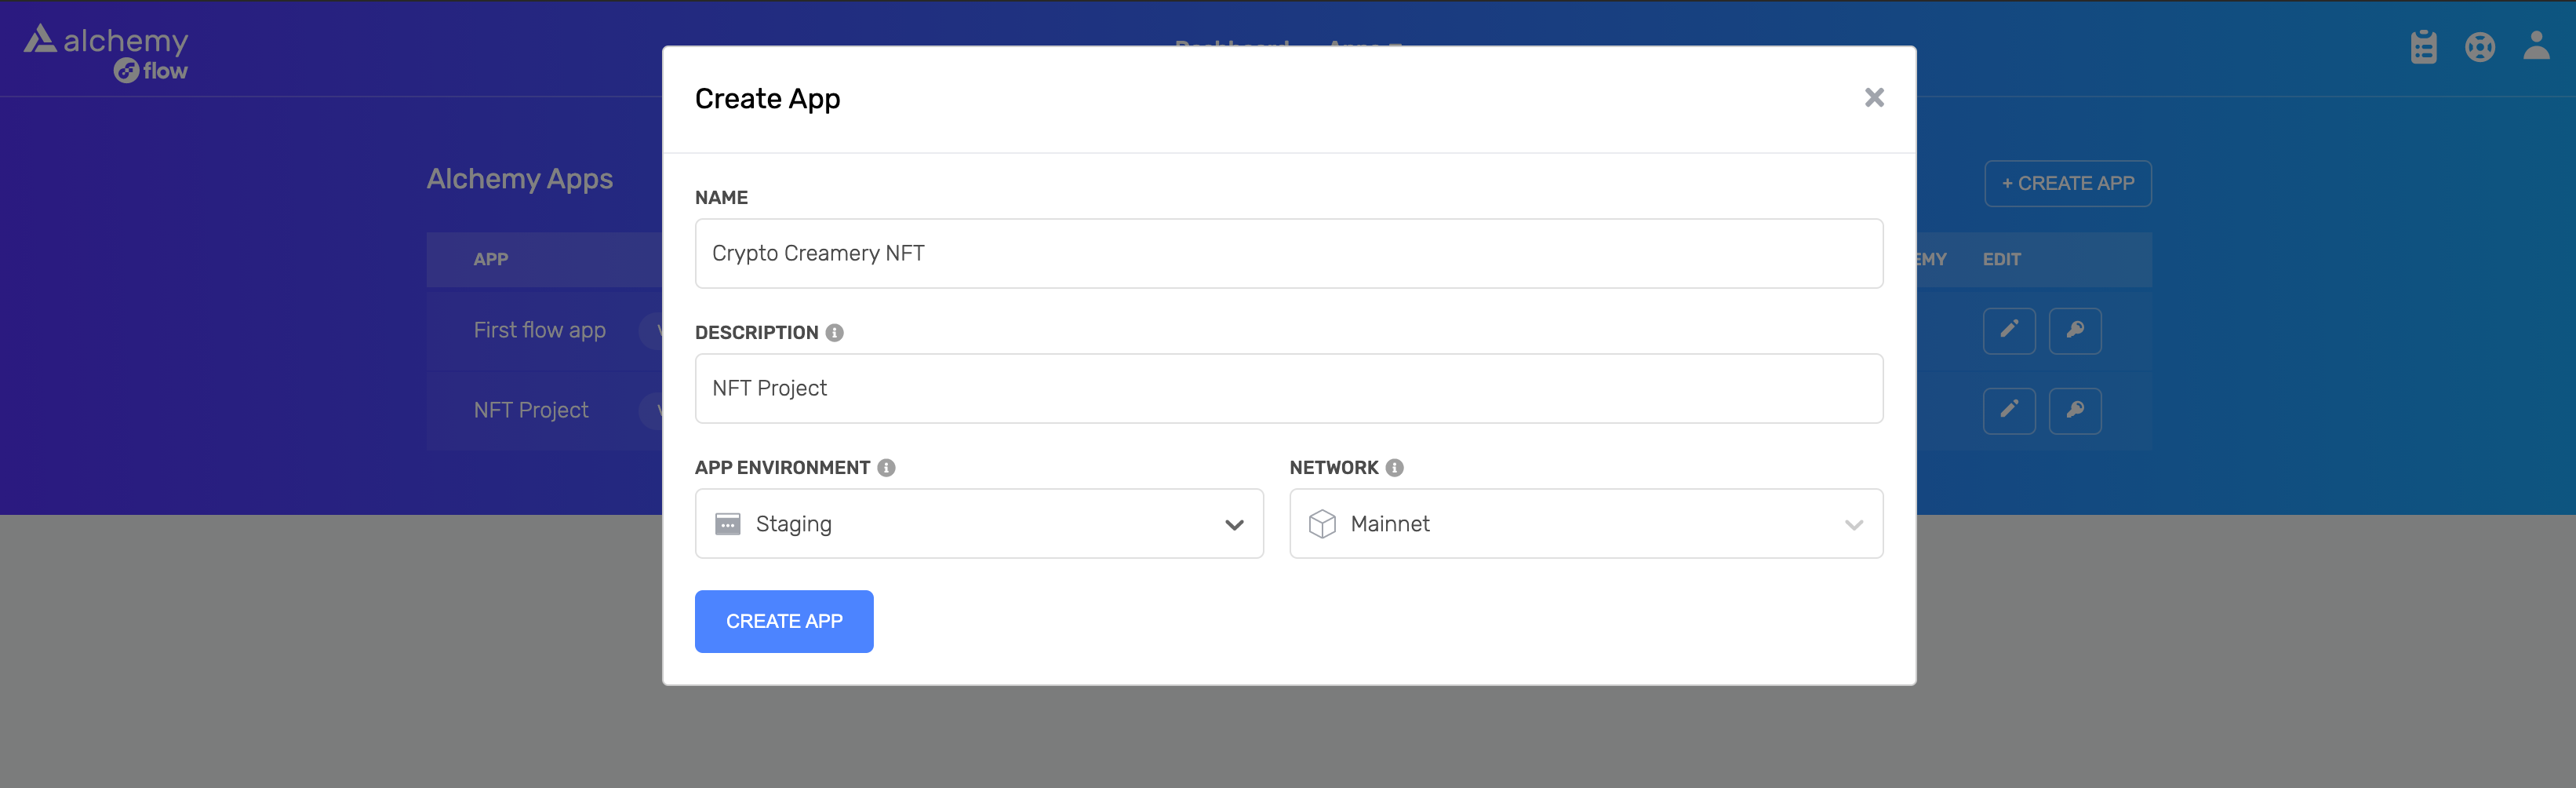 alchemy
flow
Create App
Alchemy Apps
+ CREATE APP
NAME
Crypto Creamery NFT
APP
EDIT
DESCRIPTION
First flow app
NFT Project
NFT Project
APP ENVIRONMENT
NETWORK
Staging
Mainnet
CREATE APP